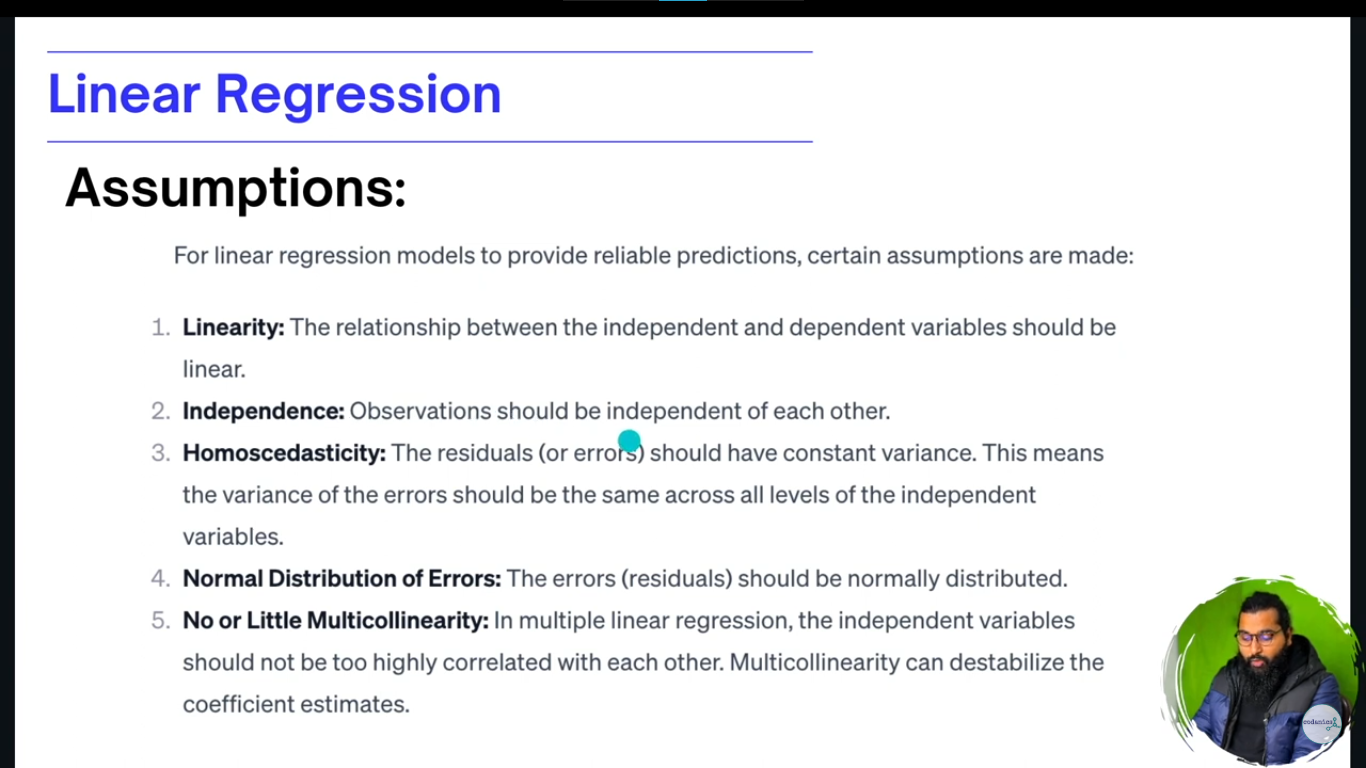 Linear Regression
Assumptions:
For linear regression models to provide reliable predictions, certain assumptions are made:
1. Linearity: The relationship between the independent and dependent variables should be
linear.
2. Independence: Observations should be independent of each other.
3. Homoscedasticity: The residuals (or errors) should have constant variance. This means
the variance of the errors should be the same across all levels of the independent
variables.
4. Normal Distribution of Errors: The errors (residuals) should be normally distributed.
5. No or Little Multicollinearity: In multiple linear regression, the independent variables
should not be too highly correlated with each other. Multicollinearity can destabilize the
coefficient estimates.
codanics